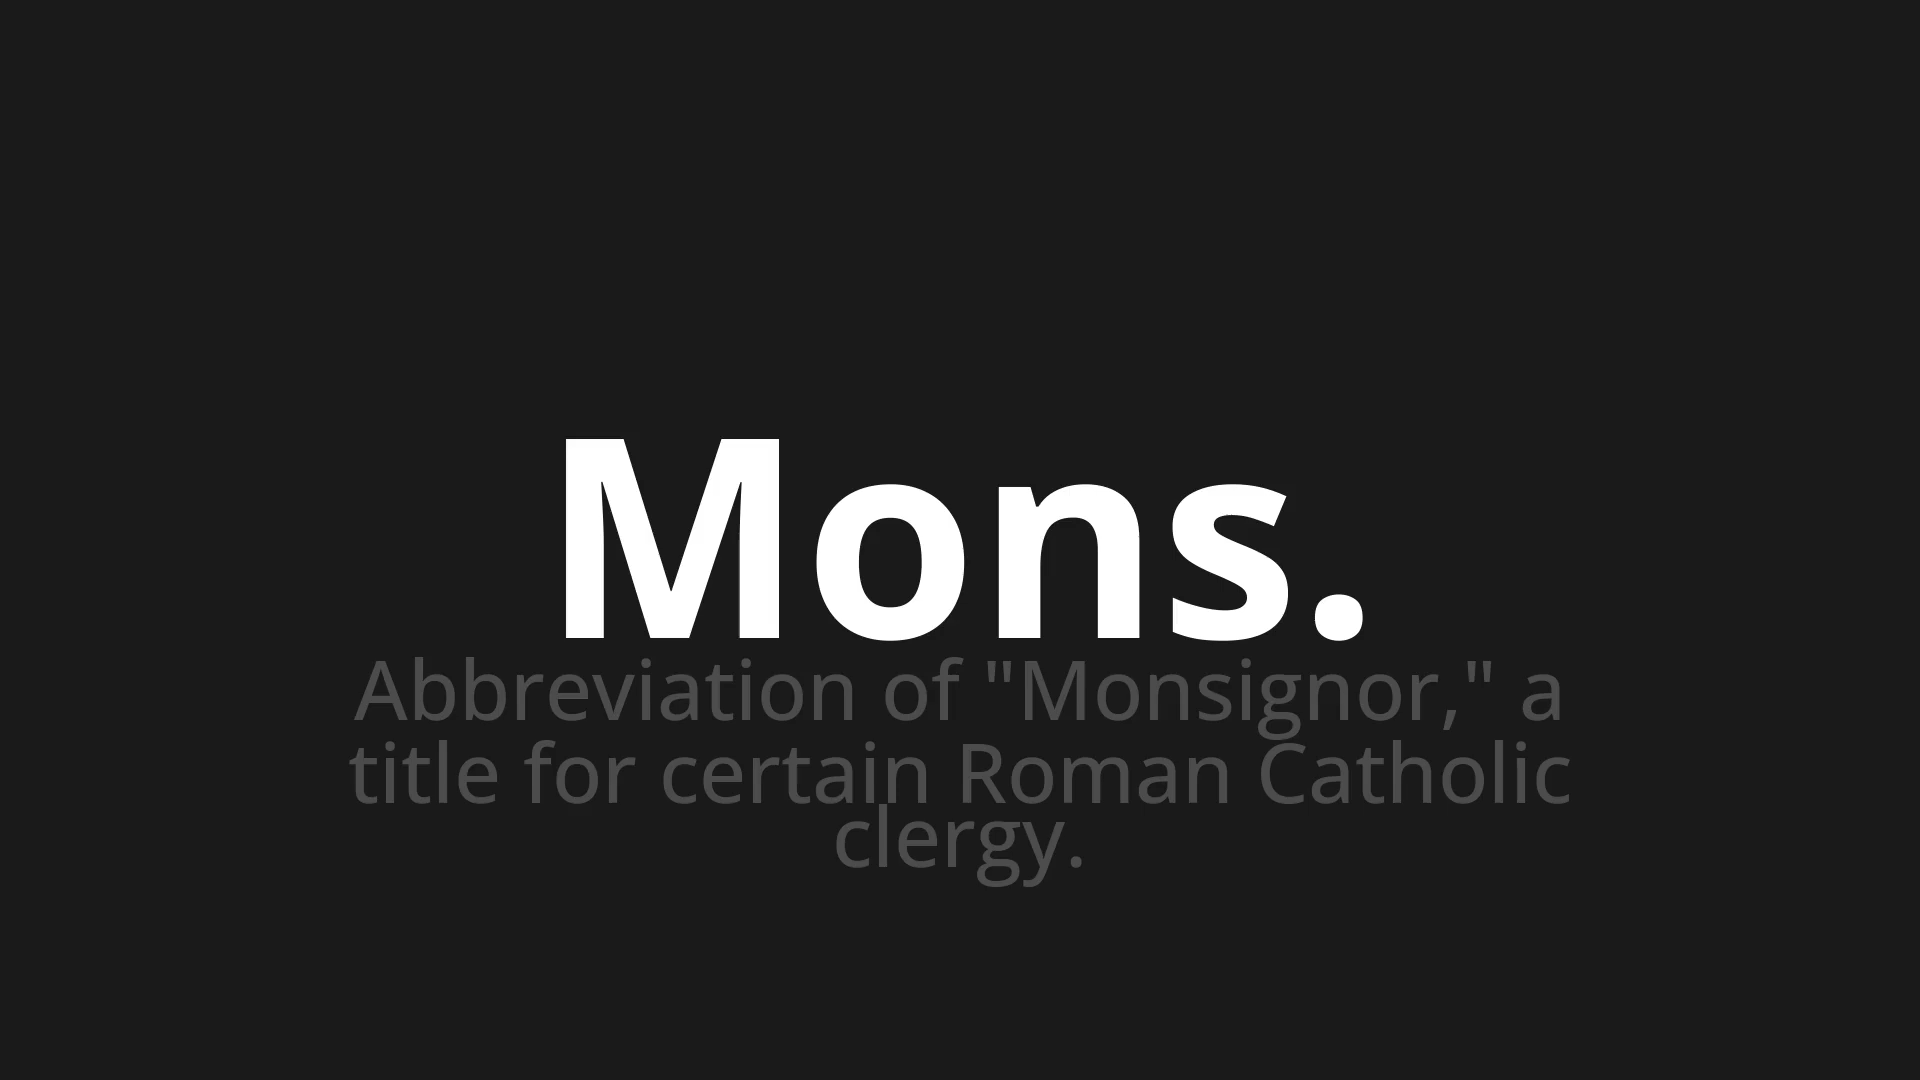 Mons.
Abbreviation of "Monsignor," a
title for certain Roman Catholic
clergy.